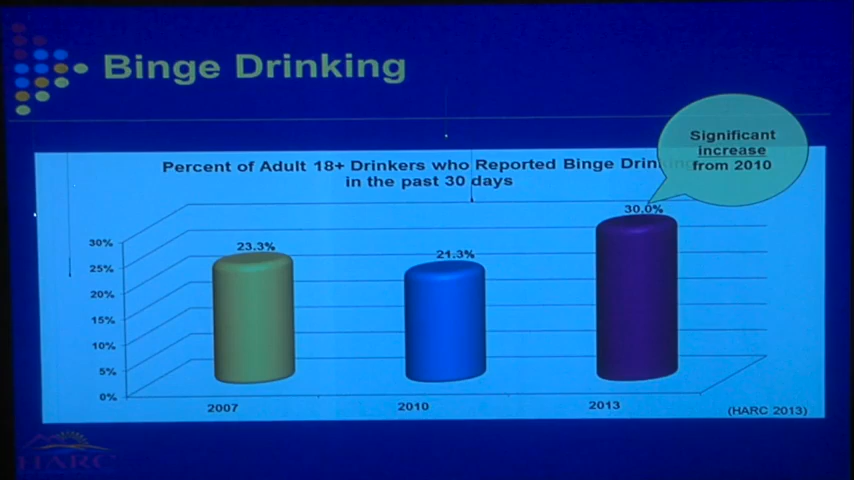 Binge Drinking
Significant
increase
from 2010
Percent of Adult 18+ Drinkers who Reported Binge Drinking
in the past 30 days
30%
25%
20%
15%
10%
5%
0%
23.3%
21.3%
30.0%
2007
2010
2013
(HARC 2013)
HARC